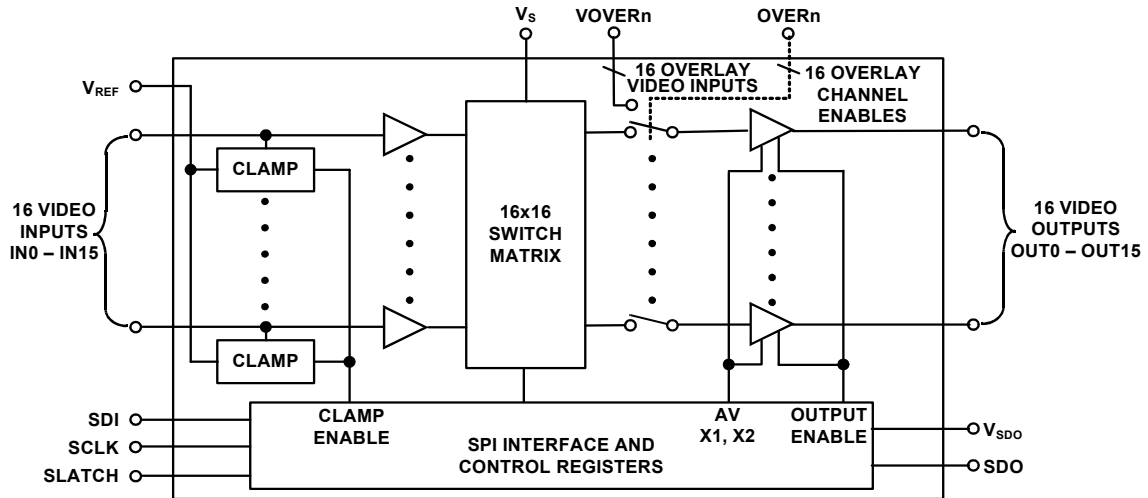 VS
VOVERn
OVERn
16 OVERLAY
VIDEO INPUTS
16 OVERLAY
CHANNEL
ENABLES
VREF
CLAMP
16 VIDEO
INPUTS
IN0 – IN15
16x16
SWITCH
MATRIX
16 VIDEO
OUTPUTS
OUT0 – OUT15
CLAMP
SDI
SCLK
SLATCH
CLAMP
ENABLE
SPI INTERFACE AND
CONTROL REGISTERS
AV
X1, X2
OUTPUT
ENABLE
VSDO
SDO